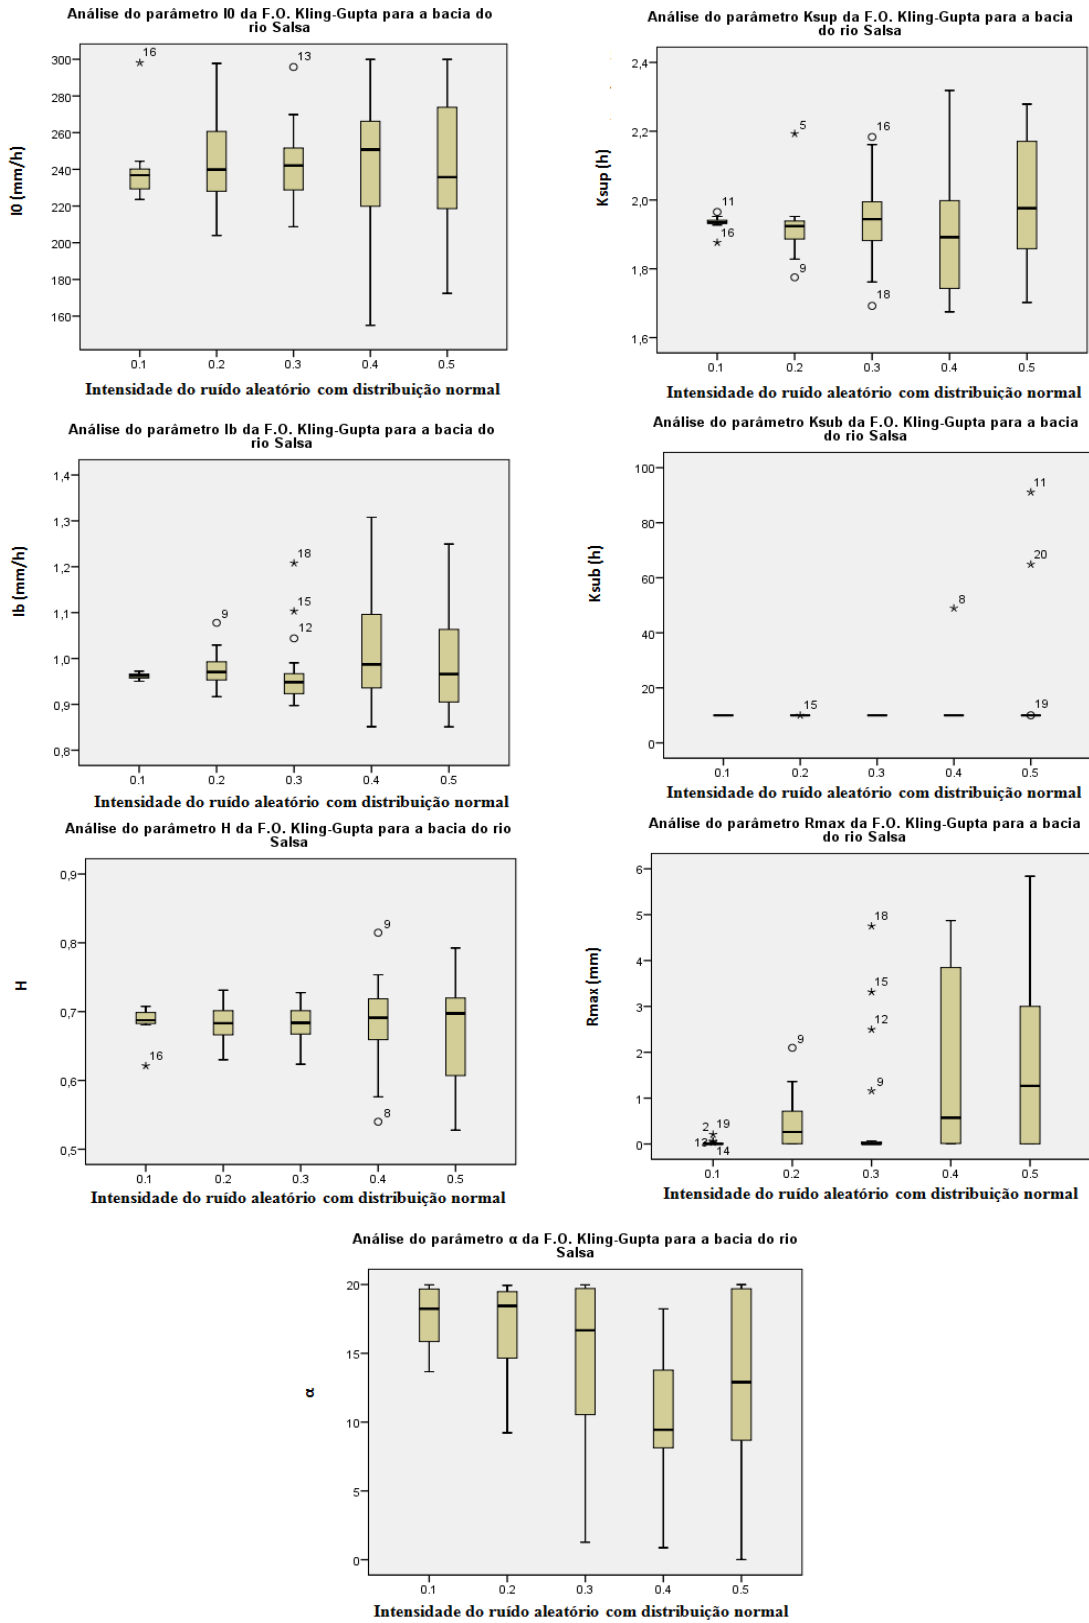 Análise do parâmetro I0 da F.O. Kling-Gupta para a bacia do
rio Salsa
I0 (mm/h)
300
280
260
240
220
200
180
160
16
13
0.1 0.2 0.3 0.4 0.5
Intensidade do ruído aleatório com distribuição normal
Análise do parâmetro Ksup da F.O. Kling-Gupta para a bacia
do rio Salsa
Ksup (h)
2,4
2,2
2,0
1,8
1,6
11
16
5
9
16
18
0.1 0.2 0.3 0.4 0.5
Intensidade do ruído aleatório com distribuição normal
Análise do parâmetro Ib da F.O. Kling-Gupta para a bacia do
rio Salsa
Ib (mm/h)
1,4
1,3
1,2
1,1
1,0
0,9
0,8
9
18
15
12
0.1 0.2 0.3 0.4 0.5
Intensidade do ruído aleatório com distribuição normal
Análise do parâmetro Ksub da F.O. Kling-Gupta para a bacia
do rio Salsa
Ksub (h)
100
80
60
40
20
0
15
8
11
20
19
0.1 0.2 0.3 0.4 0.5
Intensidade do ruído aleatório com distribuição normal
Análise do parâmetro H da F.O. Kling-Gupta para a bacia do rio
Salsa
H
0,9
0,8
0,7
0,6
0,5
16
9
8
0.1 0.2 0.3 0.4 0.5
Intensidade do ruído aleatório com distribuição normal
Análise do parâmetro Rmax da F.O. Kling-Gupta para a bacia
do rio Salsa
Rmax (mm)
6
5
4
3
2
1
0
2 19
14
9
18
15
12
9
0.1 0.2 0.3 0.4 0.5
Intensidade do ruído aleatório com distribuição normal
Análise do parâmetro α da F.O. Kling-Gupta para a bacia do rio
Salsa
α
20
15
10
5
0
0.1 0.2 0.3 0.4 0.5
Intensidade do ruído aleatório com distribuição normal